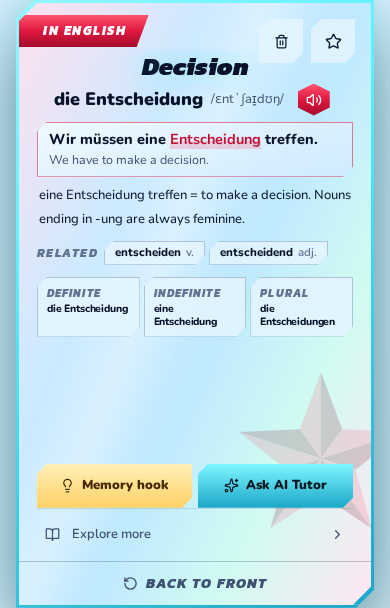 IN ENGLISH
Decision
die Entscheidung /ɛntˈʃaɪdʊŋ/
Wir müssen eine Entscheidung treffen.
We have to make a decision.
eine Entscheidung treffen = to make a decision. Nouns
ending in -ung are always feminine.
RELATED entscheiden v. entscheidend adj.
DEFINITE
die Entscheidung
INDEFINITE
eine
Entscheidung
PLURAL
die
Entscheidungen
Memory hook
Ask AI Tutor
Explore more
BACK TO FRONT